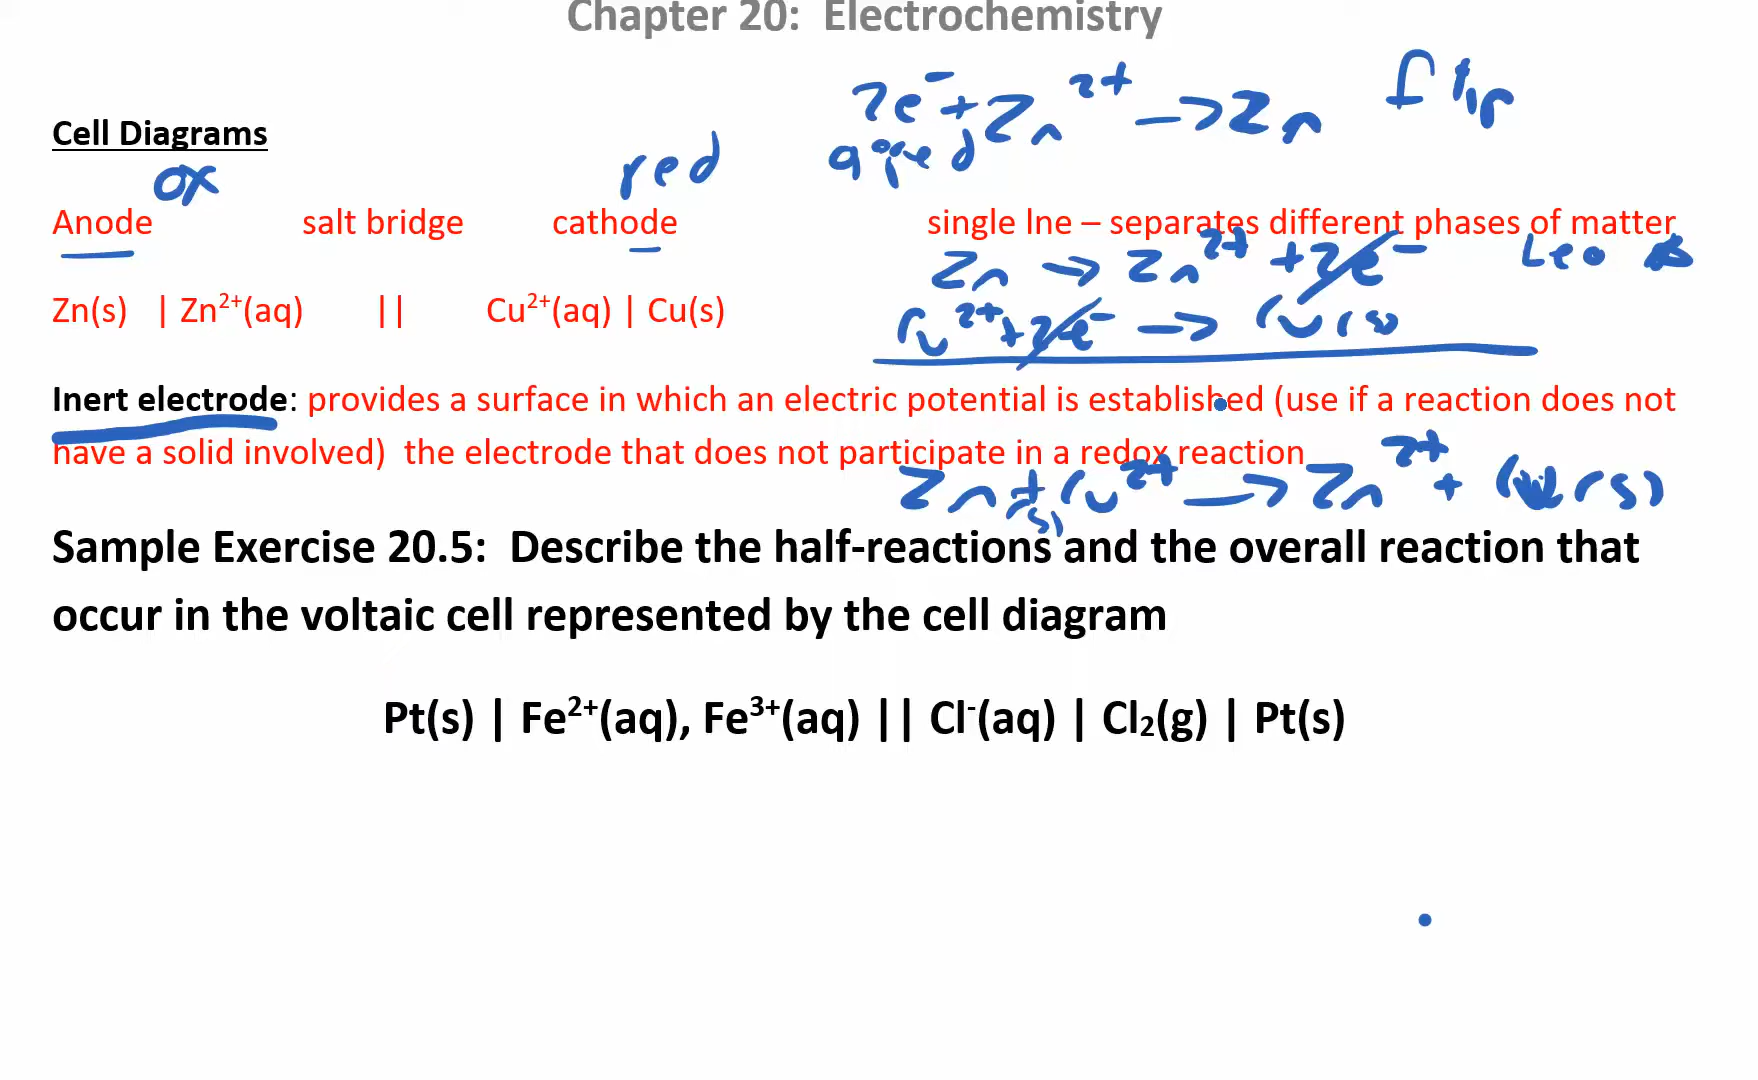 Chapter 20: Electrochemistry
2e⁻ + Zn²⁺ → Zn flip
Cell Diagrams
ox red
Anode salt bridge cathode single lne – separates different phases of matter
Zn → Zn²⁺ + 2e⁻ Leo
Zn(s) | Zn²⁺(aq) || Cu²⁺(aq) | Cu(s)
Cu²⁺ + 2e⁻ → Cu(s)
Inert electrode: provides a surface in which an electric potential is established (use if a reaction does not
have a solid involved) the electrode that does not participate in a redox reaction
Zn(s) + Cu²⁺ → Zn²⁺ + Cu(s)
Sample Exercise 20.5: Describe the half-reactions and the overall reaction that
occur in the voltaic cell represented by the cell diagram
Pt(s) | Fe²⁺(aq), Fe³⁺(aq) || Cl⁻(aq) | Cl₂(g) | Pt(s)